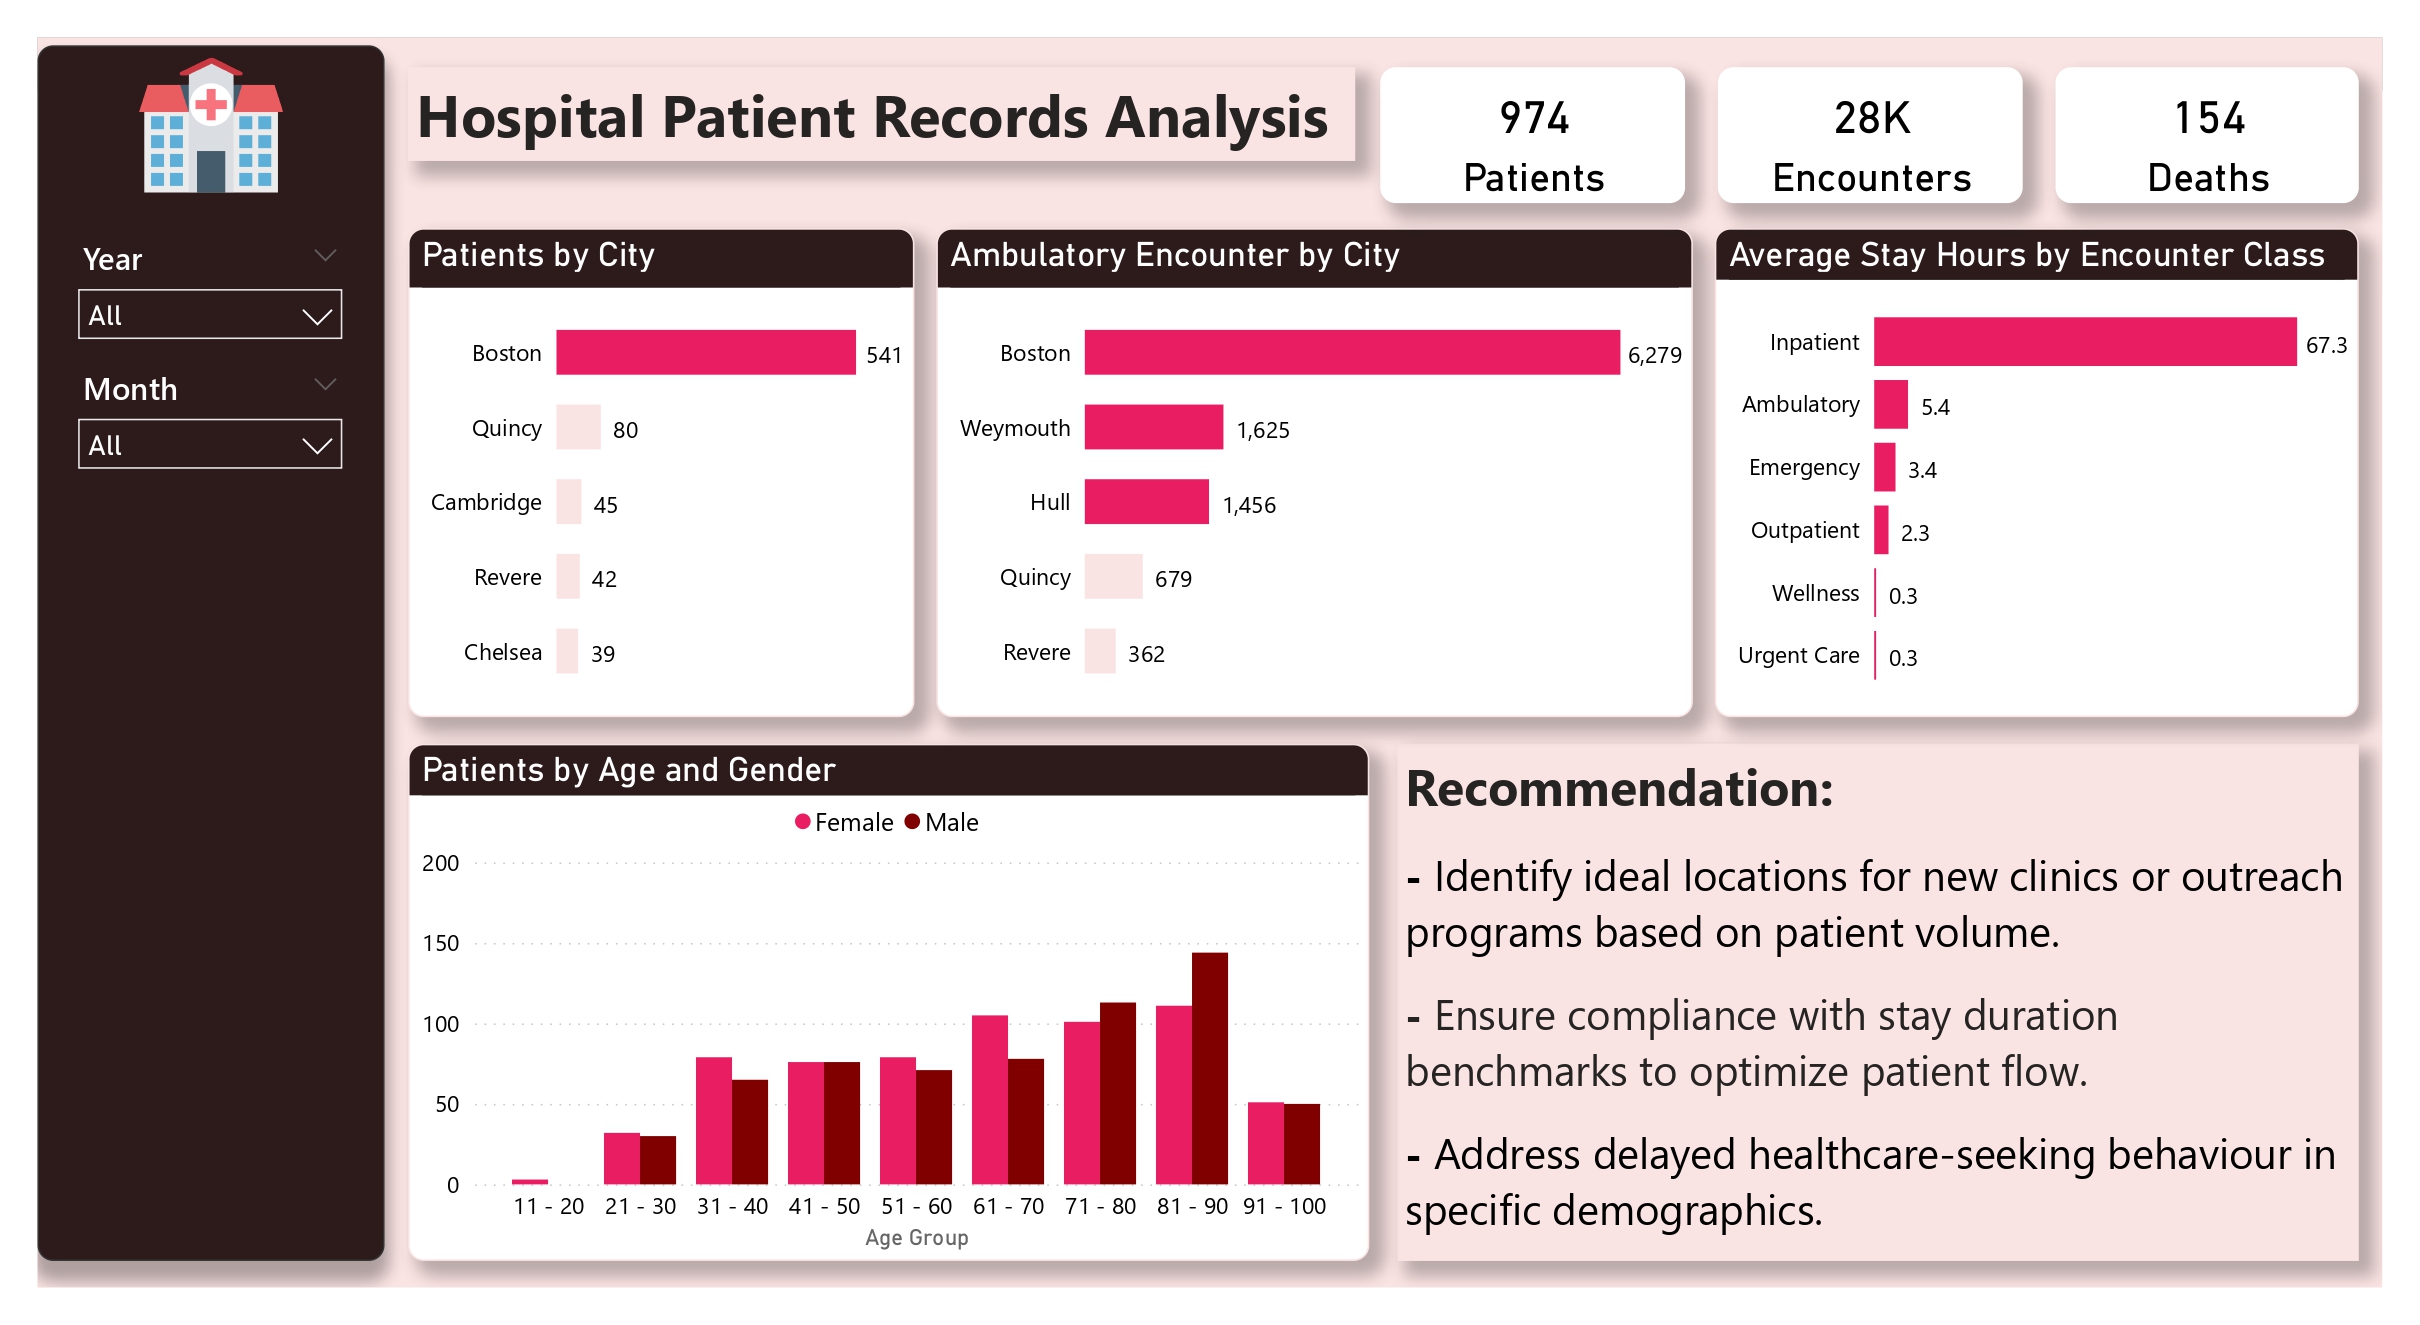 Hospital Patient Records Analysis
974
Patients
28K
Encounters
154
Deaths
Year
All
Month
All
Patients by City
Boston 541
Quincy 80
Cambridge 45
Revere 42
Chelsea 39
Ambulatory Encounter by City
Boston 6,279
Weymouth 1,625
Hull 1,456
Quincy 679
Revere 362
Average Stay Hours by Encounter Class
Inpatient 67.3
Ambulatory 5.4
Emergency 3.4
Outpatient 2.3
Wellness 0.3
Urgent Care 0.3
Patients by Age and Gender
Female Male
200
150
100
50
0
11 - 20 21 - 30 31 - 40 41 - 50 51 - 60 61 - 70 71 - 80 81 - 90 91 - 100
Age Group
Recommendation:
- Identify ideal locations for new clinics or outreach
programs based on patient volume.
- Ensure compliance with stay duration
benchmarks to optimize patient flow.
- Address delayed healthcare-seeking behaviour in
specific demographics.